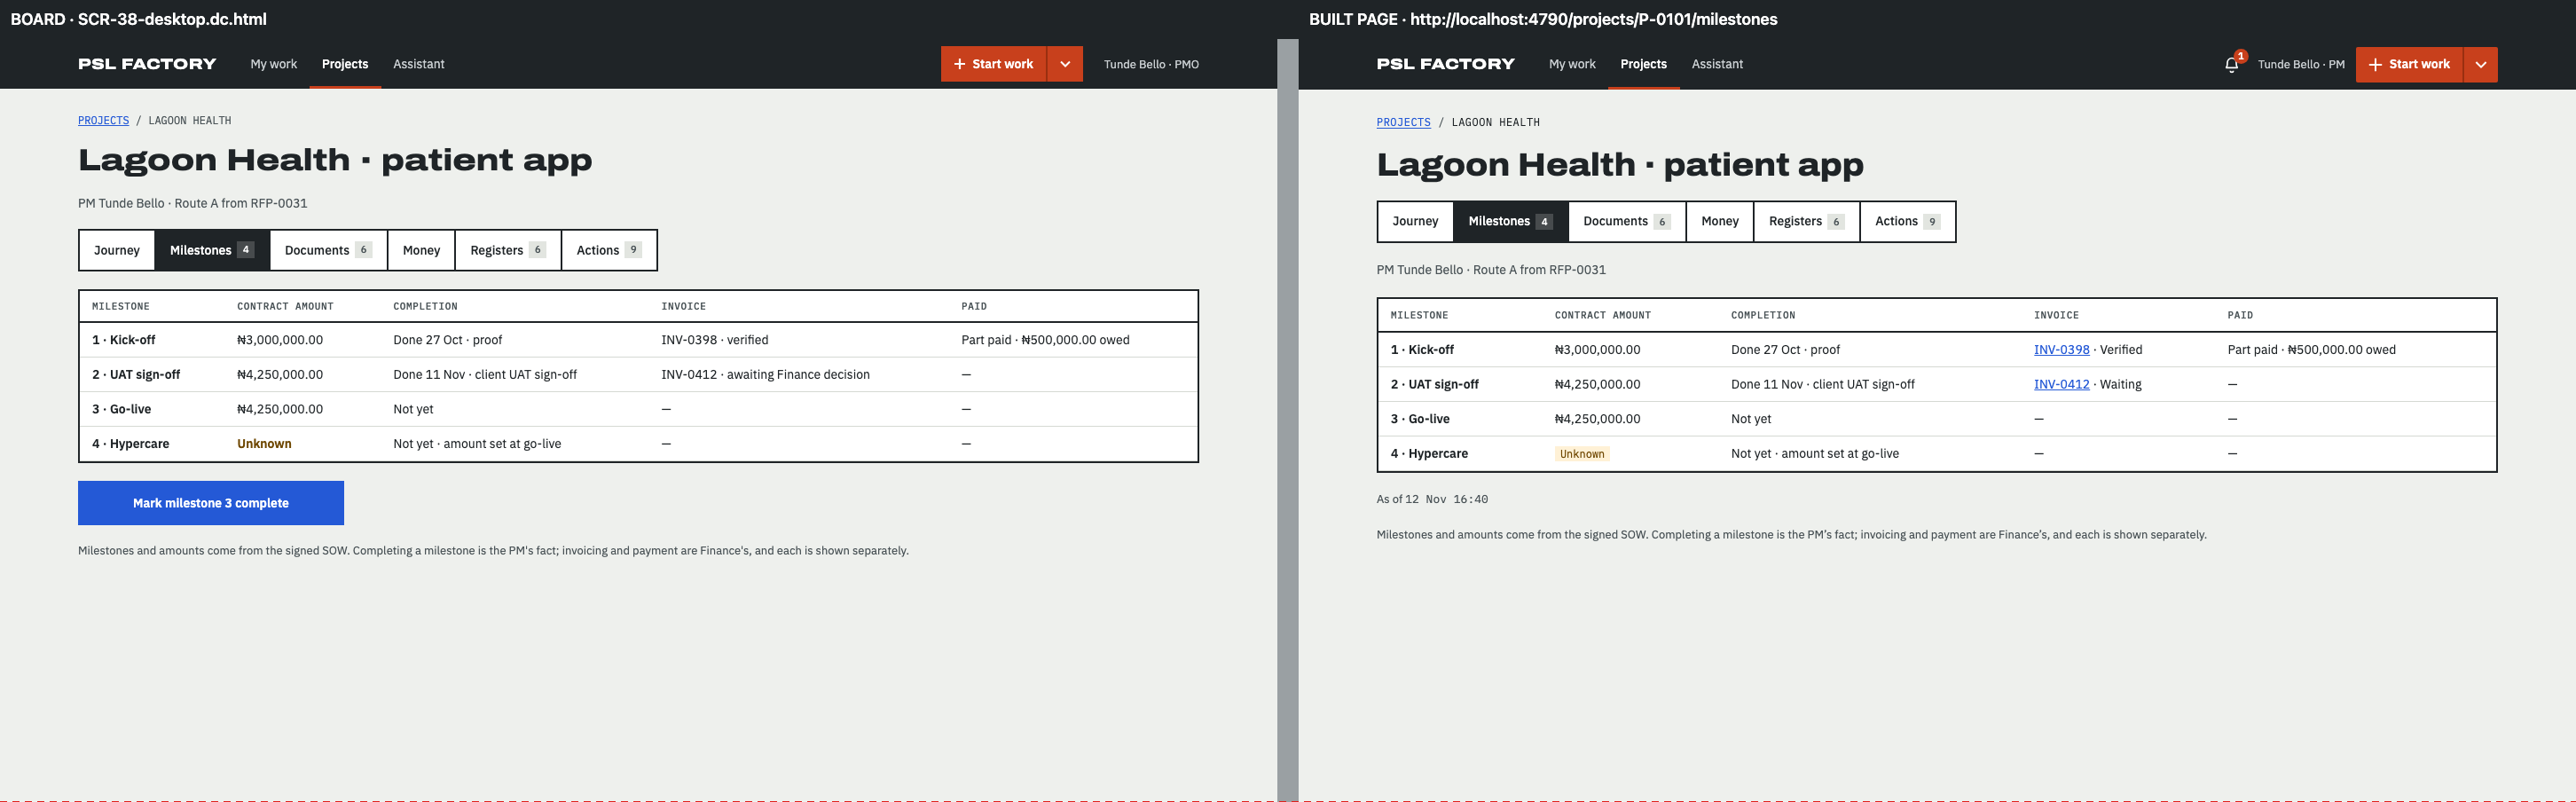 BOARD · SCR-38-desktop.dc.html
PSL FACTORY My work Projects Assistant + Start work Tunde Bello · PMO
PROJECTS / LAGOON HEALTH
Lagoon Health · patient app
PM Tunde Bello · Route A from RFP-0031
Journey Milestones 4 Documents 6 Money Registers 6 Actions 9
MILESTONE CONTRACT AMOUNT COMPLETION INVOICE PAID
1 · Kick-off ₦3,000,000.00 Done 27 Oct · proof INV-0398 · verified Part paid · ₦500,000.00 owed
2 · UAT sign-off ₦4,250,000.00 Done 11 Nov · client UAT sign-off INV-0412 · awaiting Finance decision —
3 · Go-live ₦4,250,000.00 Not yet — —
4 · Hypercare Unknown Not yet · amount set at go-live — —
Mark milestone 3 complete
Milestones and amounts come from the signed SOW. Completing a milestone is the PM's fact; invoicing and payment are Finance's, and each is shown separately.
BUILT PAGE · http://localhost:4790/projects/P-0101/milestones
PSL FACTORY My work Projects Assistant 1 Tunde Bello · PM + Start work
PROJECTS / LAGOON HEALTH
Lagoon Health · patient app
Journey Milestones 4 Documents 6 Money Registers 6 Actions 9
PM Tunde Bello · Route A from RFP-0031
MILESTONE CONTRACT AMOUNT COMPLETION INVOICE PAID
1 · Kick-off ₦3,000,000.00 Done 27 Oct · proof INV-0398 · Verified Part paid · ₦500,000.00 owed
2 · UAT sign-off ₦4,250,000.00 Done 11 Nov · client UAT sign-off INV-0412 · Waiting —
3 · Go-live ₦4,250,000.00 Not yet — —
4 · Hypercare Unknown Not yet · amount set at go-live — —
As of 12 Nov 16:40
Milestones and amounts come from the signed SOW. Completing a milestone is the PM's fact; invoicing and payment are Finance's, and each is shown separately.